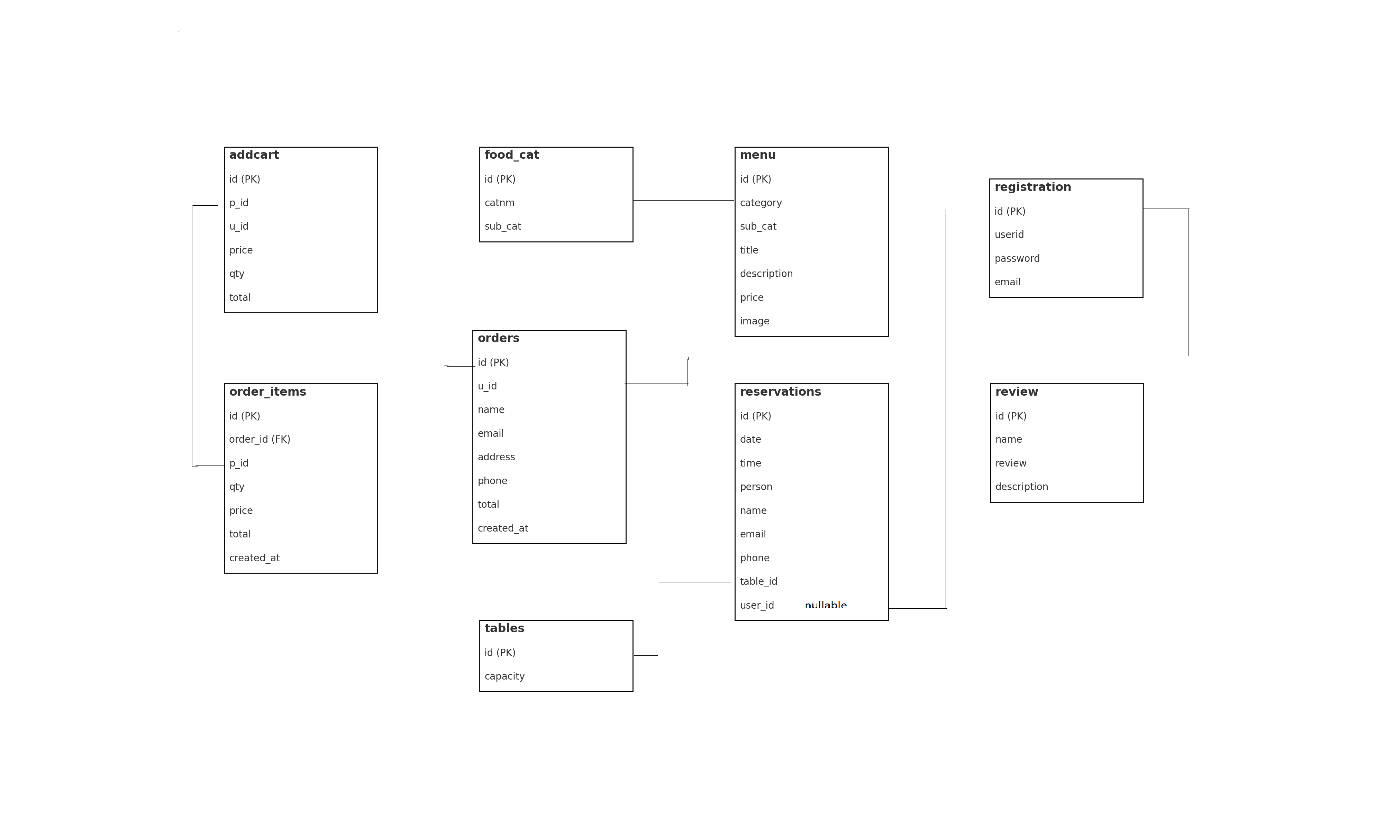 addcart
id (PK)
p_id
u_id
price
qty
total
food_cat
id (PK)
catnm
sub_cat
menu
id (PK)
category
sub_cat
title
description
price
image
registration
id (PK)
userid
password
email
orders
id (PK)
u_id
name
email
address
phone
total
created_at
order_items
id (PK)
order_id (FK)
p_id
qty
price
total
created_at
reservations
id (PK)
date
time
person
name
email
phone
table_id
user_id nullable
review
id (PK)
name
review
description
tables
id (PK)
capacity